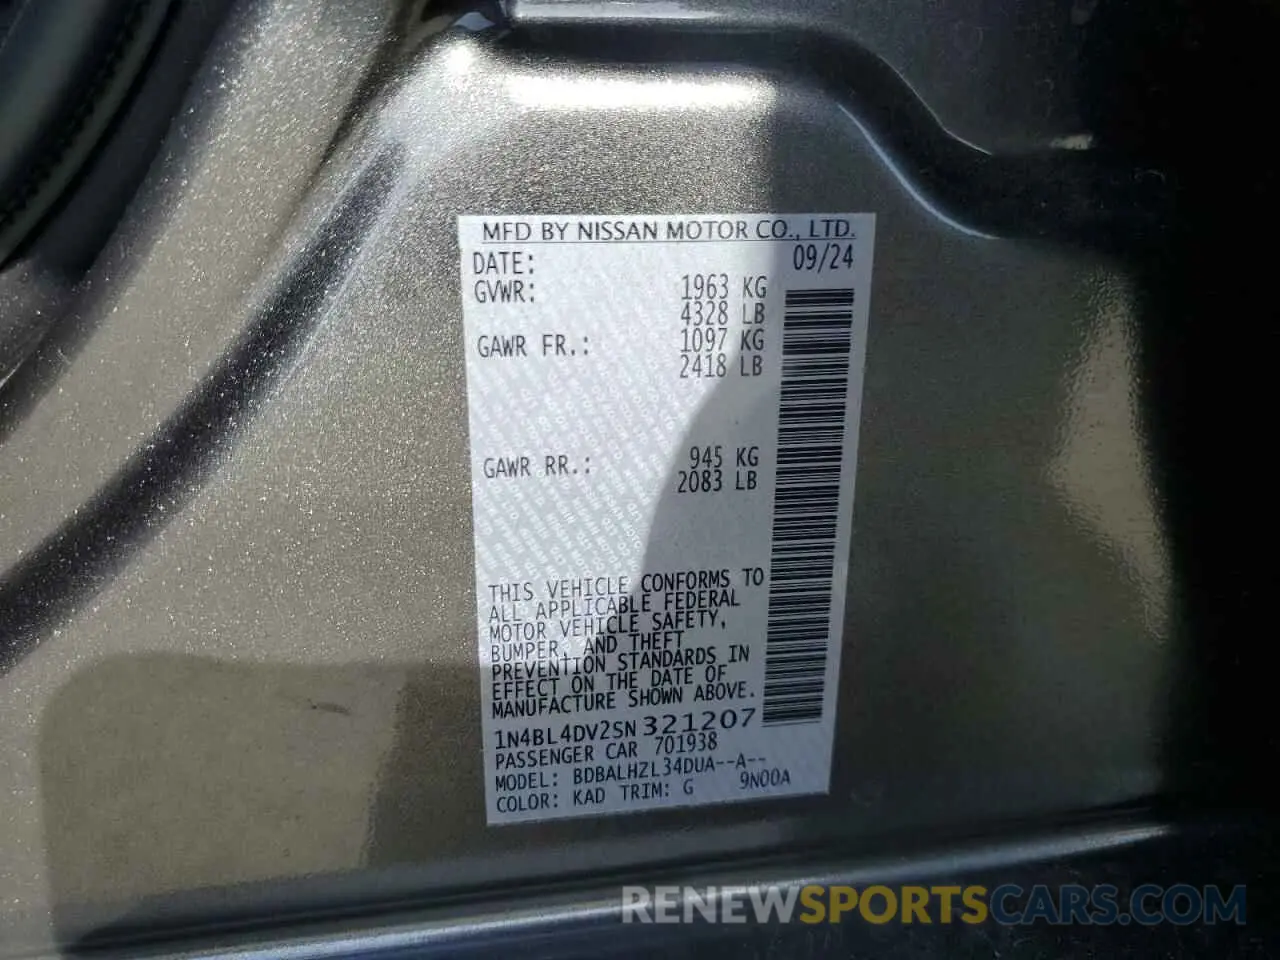 MFD BY NISSAN MOTOR CO., LTD.
DATE: 09/24
GVWR: 1963 KG
4328 LB
GAWR FR.: 1097 KG
2418 LB
GAWR RR.: 945 KG
2083 LB
THIS VEHICLE CONFORMS TO
ALL APPLICABLE FEDERAL
MOTOR VEHICLE SAFETY,
BUMPER, AND THEFT
PREVENTION STANDARDS IN
EFFECT ON THE DATE OF
MANUFACTURE SHOWN ABOVE.
1N4BL4DV2SN321207
PASSENGER CAR 701938
MODEL: BDBALHZL34DUA--A--
COLOR: KAD TRIM: G 9N00A
RENEWSPORTSCARS.COM